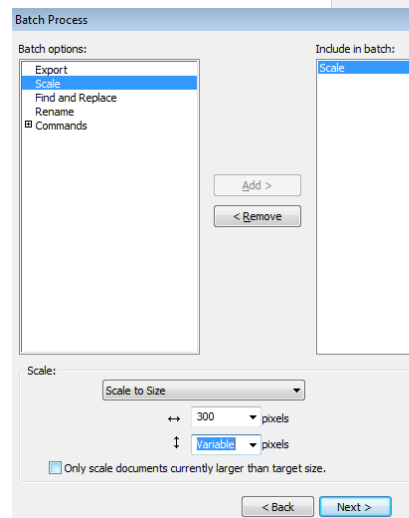 Batch Process
Batch options:
Include in batch:
Export
Scale
Find and Replace
Rename
Commands
Scale
Add >
< Remove
Scale:
Scale to Size
300 pixels
Variable pixels
Only scale documents currently larger than target size.
< Back Next >